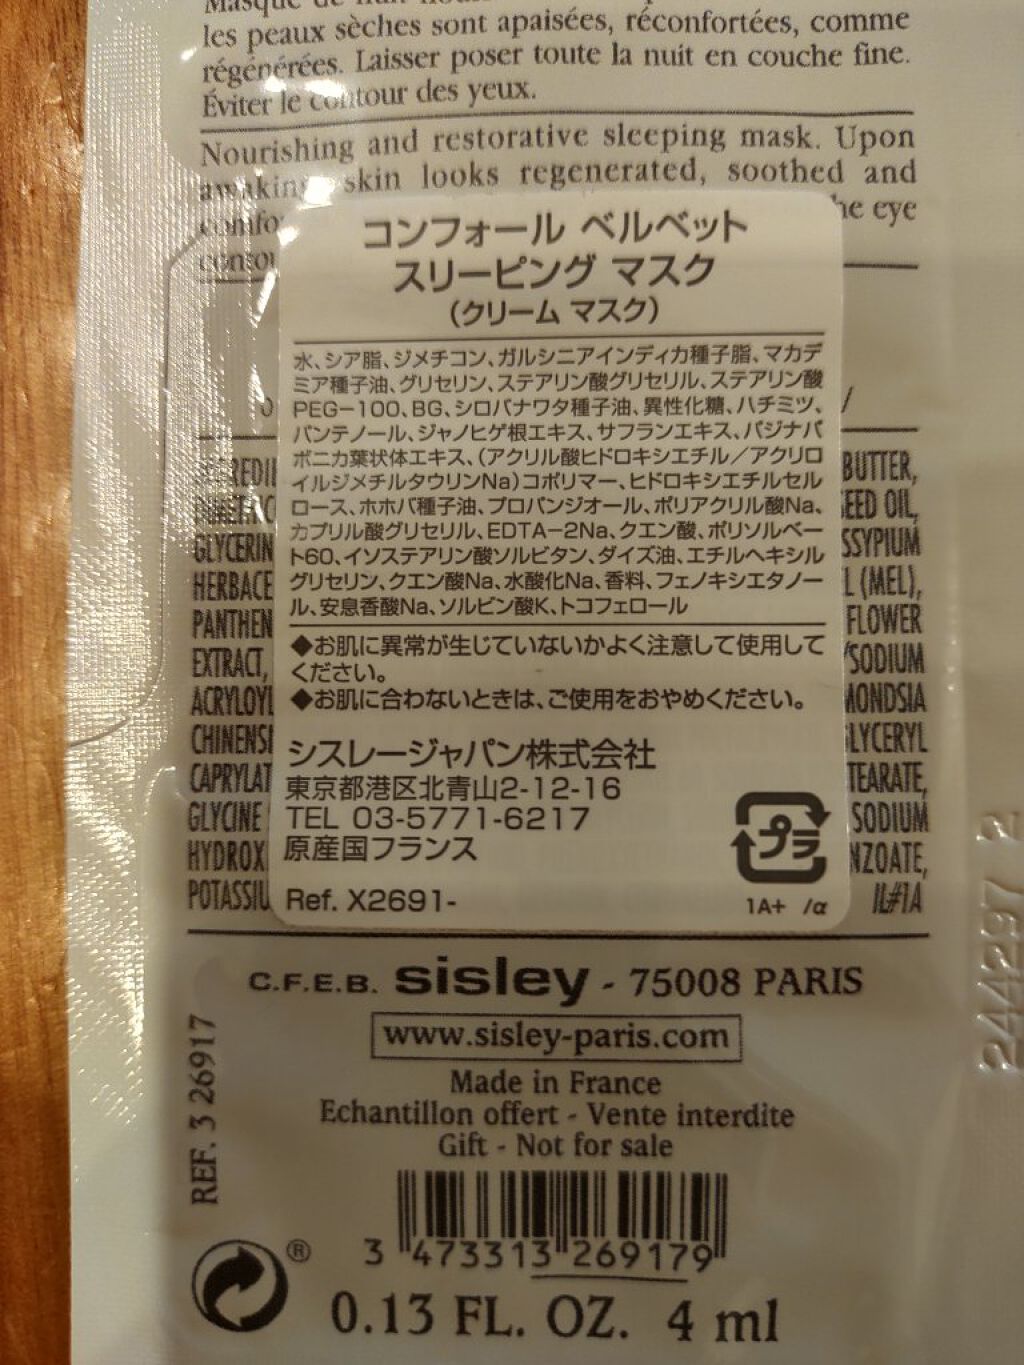 Masque de nuit
les peaux sèches sont apaisées, réconfortées, comme
régénérées. Laisser poser toute la nuit en couche fine.
Éviter le contour des yeux.
Nourishing and restorative sleeping mask. Upon
awaking skin looks regenerated, soothed and
he eye
コンフォール ベルベット
スリーピング マスク
(クリーム マスク)
水、シア脂、ジメチコン、ガルシニアインディカ種子脂、マカデ
ミア種子油、グリセリン、ステアリン酸グリセリル、ステアリン酸
PEG-100、BG、シロバナワタ種子油、異性化糖、ハチミツ、
パンテノール、ジャノヒゲ根エキス、サフランエキス、パジナパ
ボニカ葉状体エキス、(アクリル酸ヒドロキシエチル/アクリロ
イルジメチルタウリンNa)コポリマー、ヒドロキシエチルセル
ロース、ホホバ種子油、プロパンジオール、ポリアクリル酸Na、
カプリル酸グリセリル、EDTA-2Na、クエン酸、ポリソルベー
ト60、イソステアリン酸ソルビタン、ダイズ油、エチルヘキシル
グリセリン、クエン酸Na、水酸化Na、香料、フェノキシエタノー
ル、安息香酸Na、ソルビン酸K、トコフェロール
◆お肌に異常が生じていないかよく注意して使用して
ください。
◆お肌に合わないときは、ご使用をおやめください。
シスレージャパン株式会社
東京都港区北青山2-12-16
TEL 03-5771-6217
原産国フランス
プラ
Ref. X2691-
1A+ /α
BUTTER,
EED OIL,
GLYCERIN
SSYPIUM
HERBACE
L (MEL),
PANTHEN
FLOWER
EXTRACT,
/SODIUM
ACRYLOYL
MONDSIA
CHINENSI
LYCERYL
CAPRYLAT
TEARATE,
GLYCINE
SODIUM
HYDROX
NZOATE,
POTASSIU
IL#1A
C.F.E.B. sisley - 75008 PARIS
www.sisley-paris.com
Made in France
Echantillon offert - Vente interdite
Gift - Not for sale
REF. 3 26917
3 473313 269179
0.13 FL. OZ. 4 ml
®
244297 2